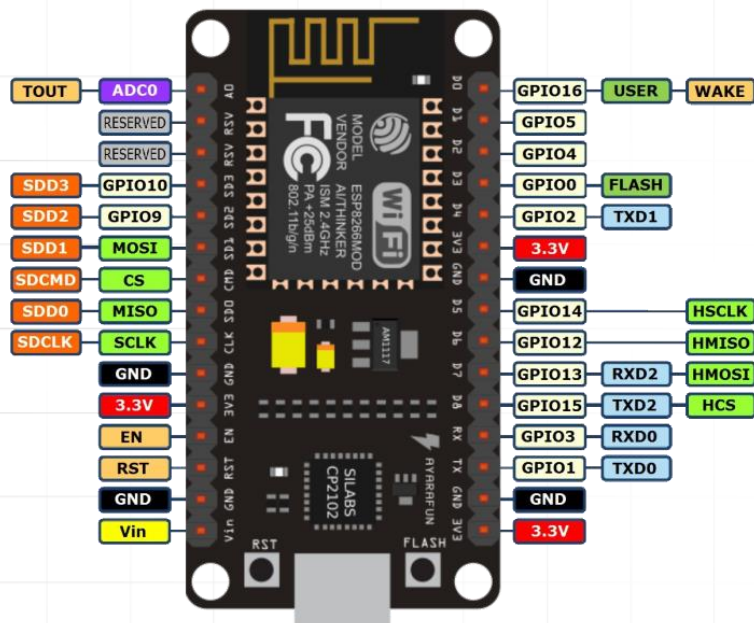 TOUT ADC0
RESERVED
RESERVED
SDD3 GPIO10
SDD2 GPIO9
SDD1 MOSI
SDCMD CS
SDD0 MISO
SDCLK SCLK
GND
3.3V
EN
RST
GND
Vin
A0
RSV
RSV
SD3
SD2
SD1
CMD
SD0
CLK
GND
3V3
EN
RST
GND
Vin
MODEL
VENDOR
ESP8266MOD
AI/THINKER
ISM 2.4GHz
PA +25dBm
802.11b/g/n
FC
Wi Fi
AM1117
SILABS
CP2102
AYARAFUN
RST
FLASH
D0
D1
D2
D3
D4
3V3
GND
D5
D6
D7
D8
RX
TX
GND
3V3
GPIO16 USER WAKE
GPIO5
GPIO4
GPIO0 FLASH
GPIO2 TXD1
3.3V
GND
GPIO14 HSCLK
GPIO12 HMISO
GPIO13 RXD2 HMOSI
GPIO15 TXD2 HCS
GPIO3 RXD0
GPIO1 TXD0
GND
3.3V